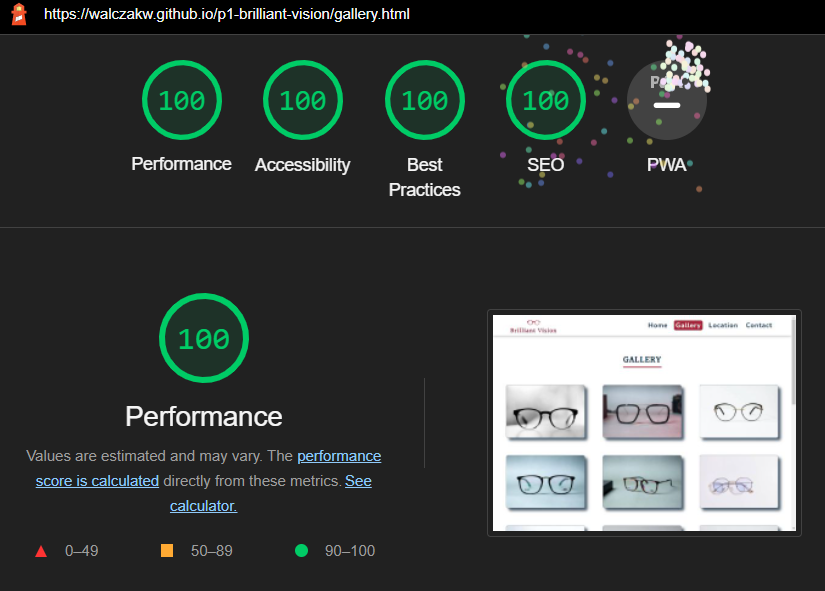 https://walczakw.github.io/p1-brilliant-vision/gallery.html
100 100 100 100
Performance Accessibility Best Practices SEO PWA
100
Performance
Values are estimated and may vary. The performance
score is calculated directly from these metrics. See
calculator.
0–49 50–89 90–100
Brilliant Vision
Home Gallery Location Contact
GALLERY